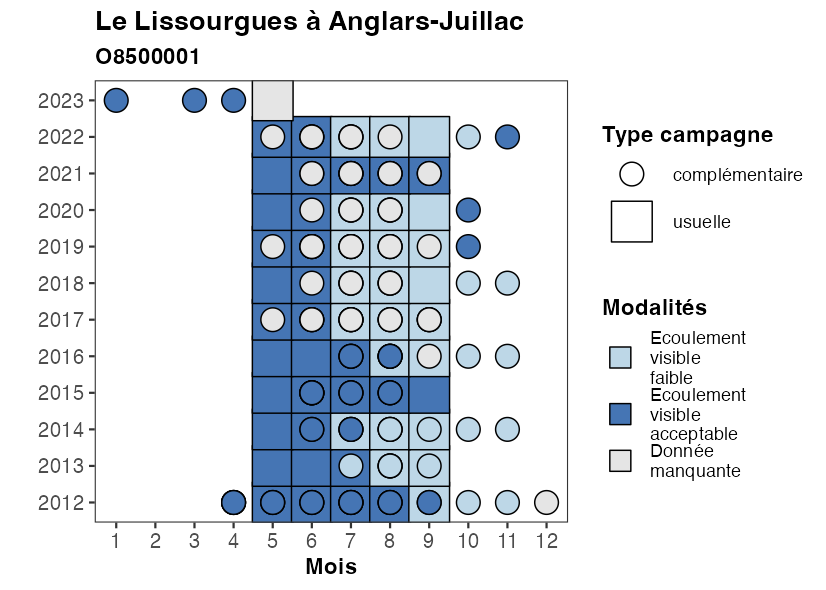 Le Lissourgues à Anglars-Juillac
O8500001
2023
2022
2021
2020
2019
2018
2017
2016
2015
2014
2013
2012
1 2 3 4 5 6 7 8 9 10 11 12
Mois
Type campagne
complémentaire
usuelle
Modalités
Ecoulement
visible
faible
Ecoulement
visible
acceptable
Donnée
manquante